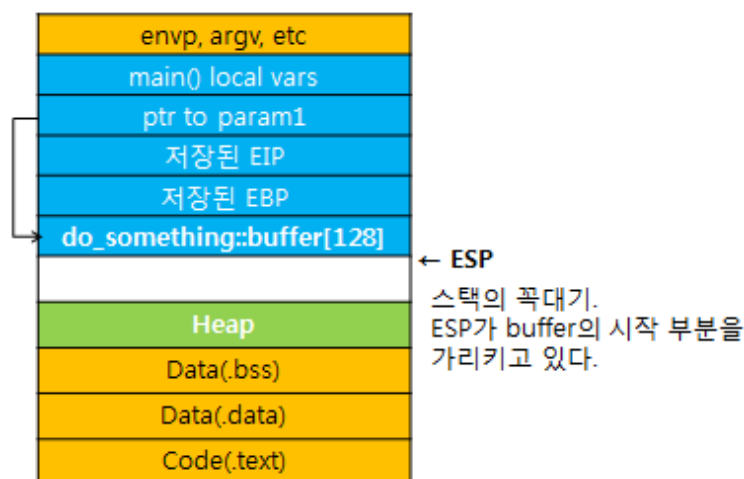 envp, argv, etc
main() local vars
ptr to param1
저장된 EIP
저장된 EBP
do_something::buffer[128]
← ESP
스택의 꼭대기.
ESP가 buffer의 시작 부분을
가리키고 있다.
Heap
Data(.bss)
Data(.data)
Code(.text)